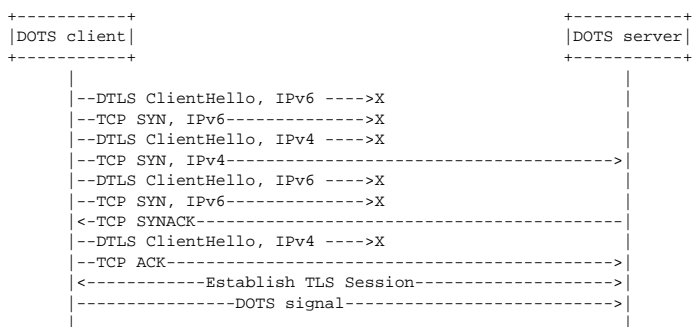 +-----------+                                     +-----------+
|DOTS client|                                     |DOTS server|
+-----------+                                     +-----------+
      |                                                 |
      |--DTLS ClientHello, IPv6 ---->X                  |
      |--TCP SYN, IPv6-------------->X                  |
      |--DTLS ClientHello, IPv4 ---->X                  |
      |--TCP SYN, IPv4--------------------------------->|
      |--DTLS ClientHello, IPv6 ---->X                  |
      |--TCP SYN, IPv6-------------->X                  |
      |<-TCP SYNACK-------------------------------------|
      |--DTLS ClientHello, IPv4 ---->X                  |
      |--TCP ACK--------------------------------------->|
      |<------------Establish TLS Session-------------->|
      |----------------DOTS signal--------------------->|
      |                                                 |